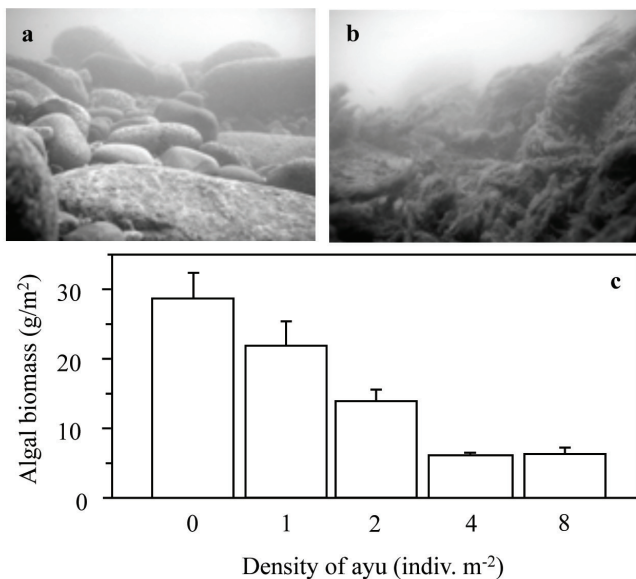 a
b
c
30
20
10
0
Algal biomass (g/m²)
0 1 2 4 8
Density of ayu (indiv. m⁻²)